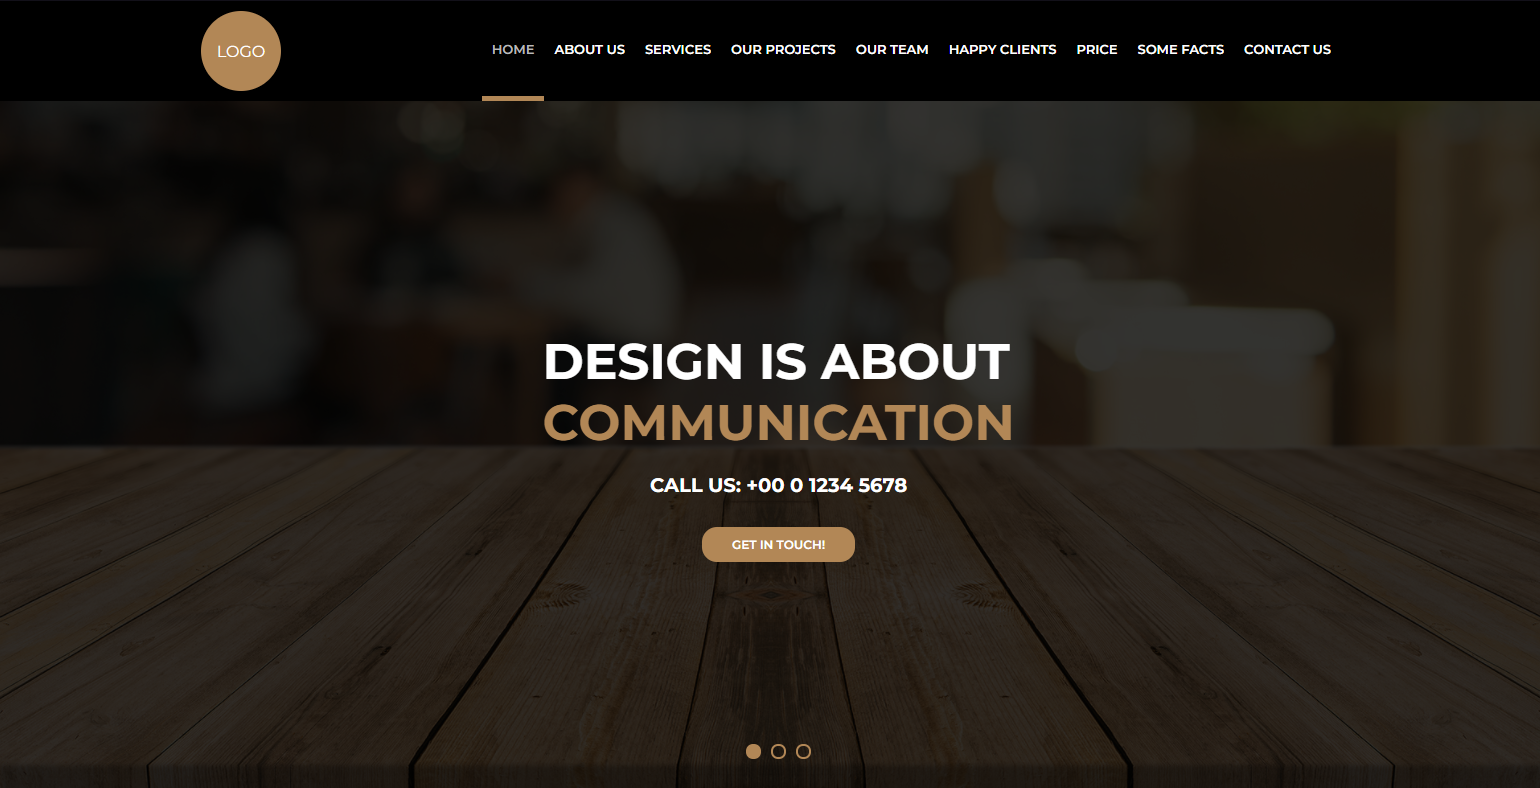 LOGO
HOME ABOUT US SERVICES OUR PROJECTS OUR TEAM HAPPY CLIENTS PRICE SOME FACTS CONTACT US
DESIGN IS ABOUT
COMMUNICATION
CALL US: +00 0 1234 5678
GET IN TOUCH!